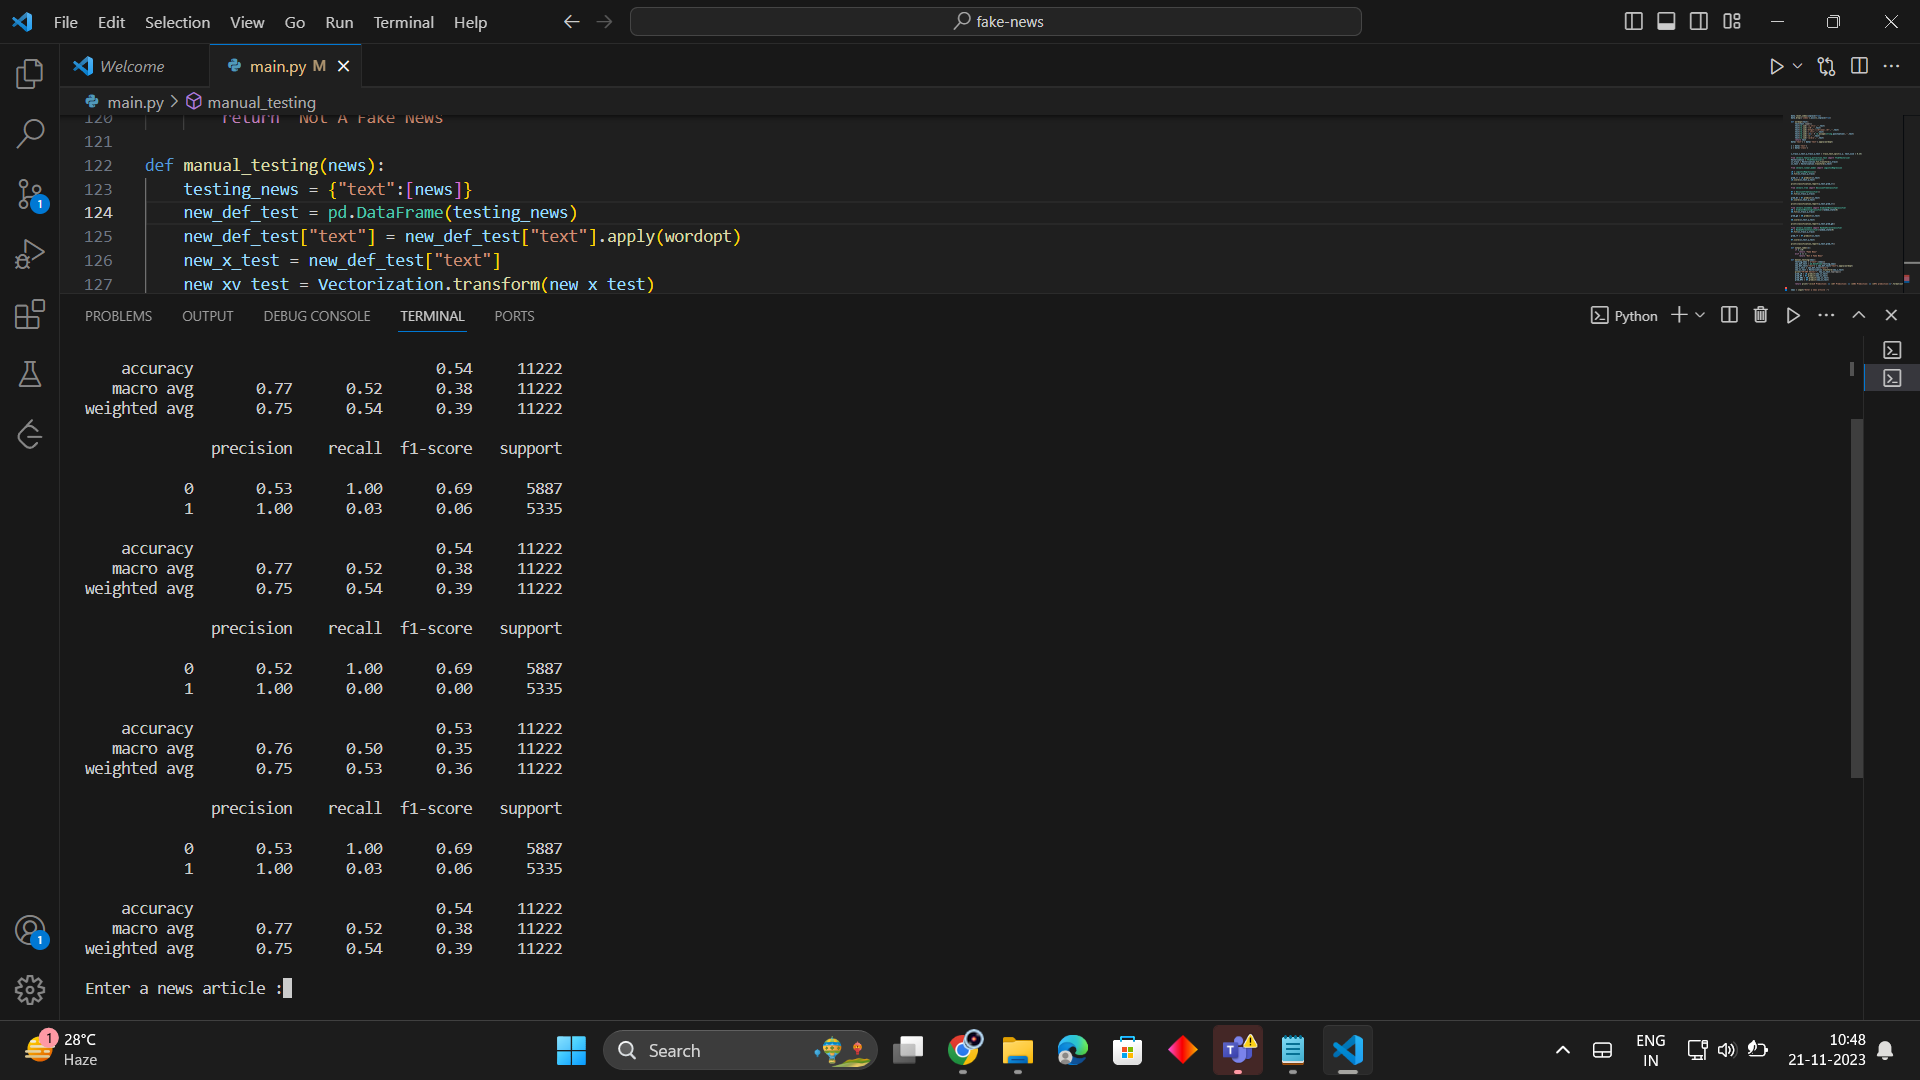 File Edit Selection View Go Run Terminal Help
fake-news
Welcome
main.py M
main.py > manual_testing
120 return "Not A Fake News"
121
122 def manual_testing(news):
123 testing_news = {"text":[news]}
124 new_def_test = pd.DataFrame(testing_news)
125 new_def_test["text"] = new_def_test["text"].apply(wordopt)
126 new_x_test = new_def_test["text"]
127 new_xv_test = Vectorization.transform(new_x_test)
PROBLEMS OUTPUT DEBUG CONSOLE TERMINAL PORTS
Python
accuracy 0.54 11222
macro avg 0.77 0.52 0.38 11222
weighted avg 0.75 0.54 0.39 11222
precision recall f1-score support
0 0.53 1.00 0.69 5887
1 1.00 0.03 0.06 5335
accuracy 0.54 11222
macro avg 0.77 0.52 0.38 11222
weighted avg 0.75 0.54 0.39 11222
precision recall f1-score support
0 0.52 1.00 0.69 5887
1 1.00 0.00 0.00 5335
accuracy 0.53 11222
macro avg 0.76 0.50 0.35 11222
weighted avg 0.75 0.53 0.36 11222
precision recall f1-score support
0 0.53 1.00 0.69 5887
1 1.00 0.03 0.06 5335
accuracy 0.54 11222
macro avg 0.77 0.52 0.38 11222
weighted avg 0.75 0.54 0.39 11222
Enter a news article :
1
1
1
28°C
Haze
Search
ENG
IN
10:48
21-11-2023